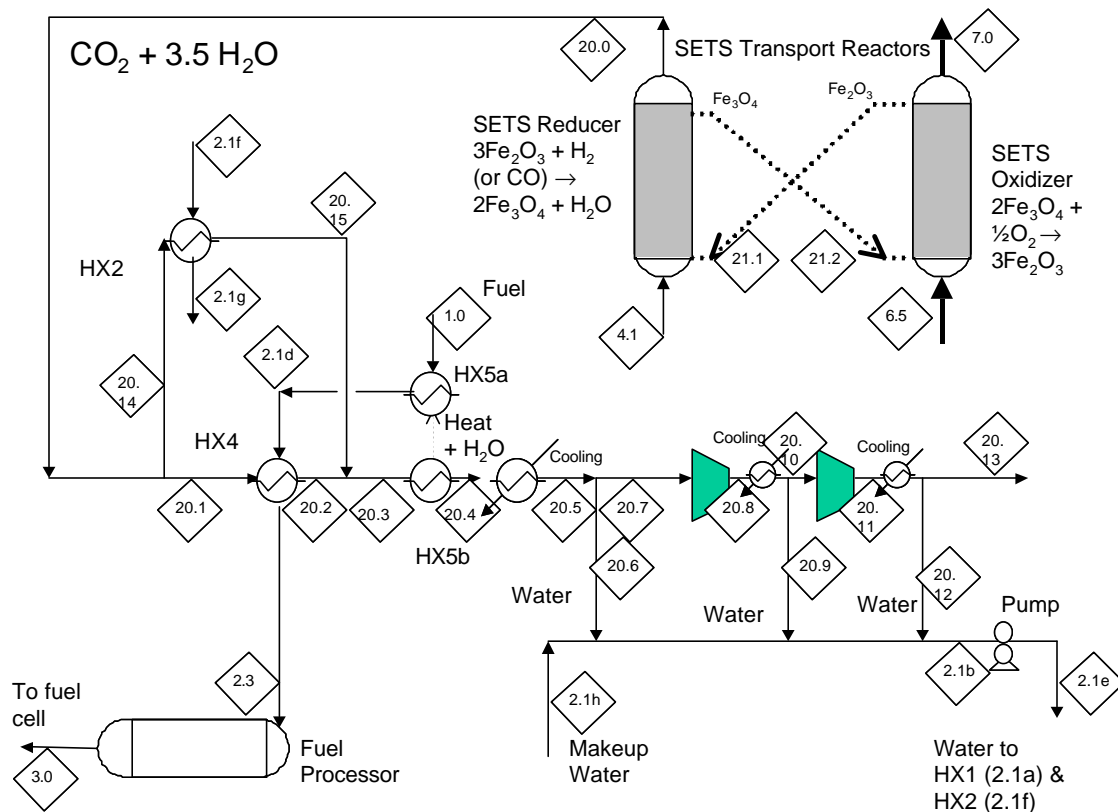 20.0
7.0
CO₂ + 3.5 H₂O
SETS Transport Reactors
Fe₃O₄
Fe₂O₃
SETS Reducer
3Fe₂O₃ + H₂
(or CO) →
2Fe₃O₄ + H₂O
SETS
Oxidizer
2Fe₃O₄ +
½O₂→
3Fe₂O₃
2.1f
20.
15
HX2
2.1g
21.1
21.2
Fuel
1.0
4.1
6.5
2.1d
20.
14
HX5a
Heat
+ H₂O
HX4
Cooling
Cooling
20.
10
Cooling
20.
13
20.1
20.2
20.3
20.4
20.5
20.7
20.8
20.
11
HX5b
20.6
20.9
20.
12
Water
Water
Water
Pump
2.3
2.1h
2.1b
2.1e
To fuel
cell
3.0
Fuel
Processor
Makeup
Water
Water to
HX1 (2.1a) &
HX2 (2.1f)